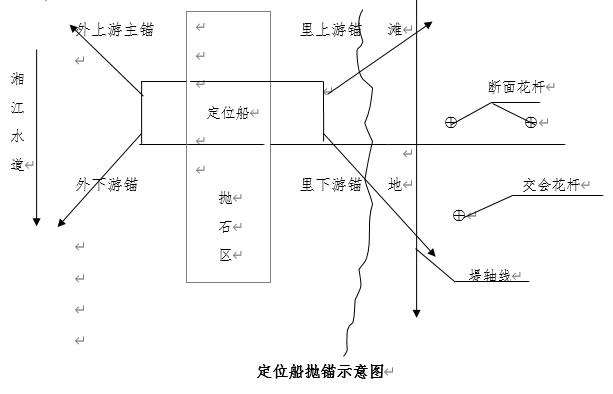 外上游主锚
里上游锚
滩
湘江水道
定位船
断面花杆
外下游锚
里下游锚
地
交会花杆
抛石区
堤轴线
定位船抛锚示意图